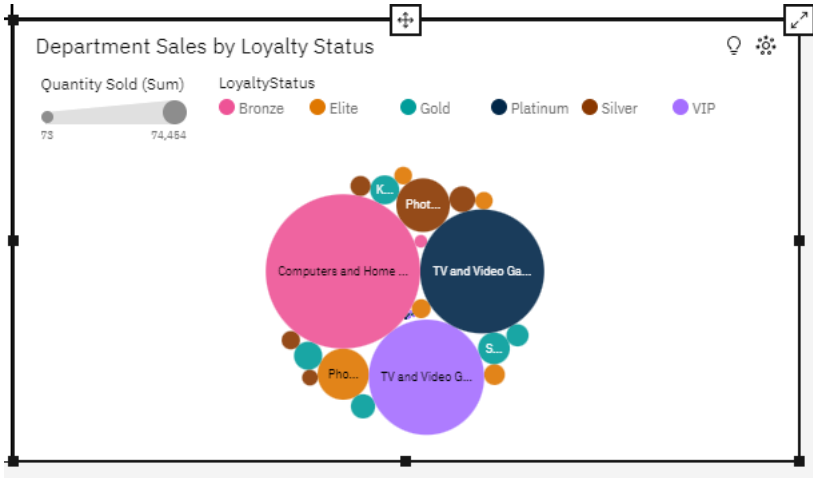 Department Sales by Loyalty Status
Quantity Sold (Sum)
73
74,454
LoyaltyStatus
Bronze Elite Gold Platinum Silver VIP
K...
Phot...
Computers and Home ...
TV and Video Ga...
S...
Pho...
TV and Video G...